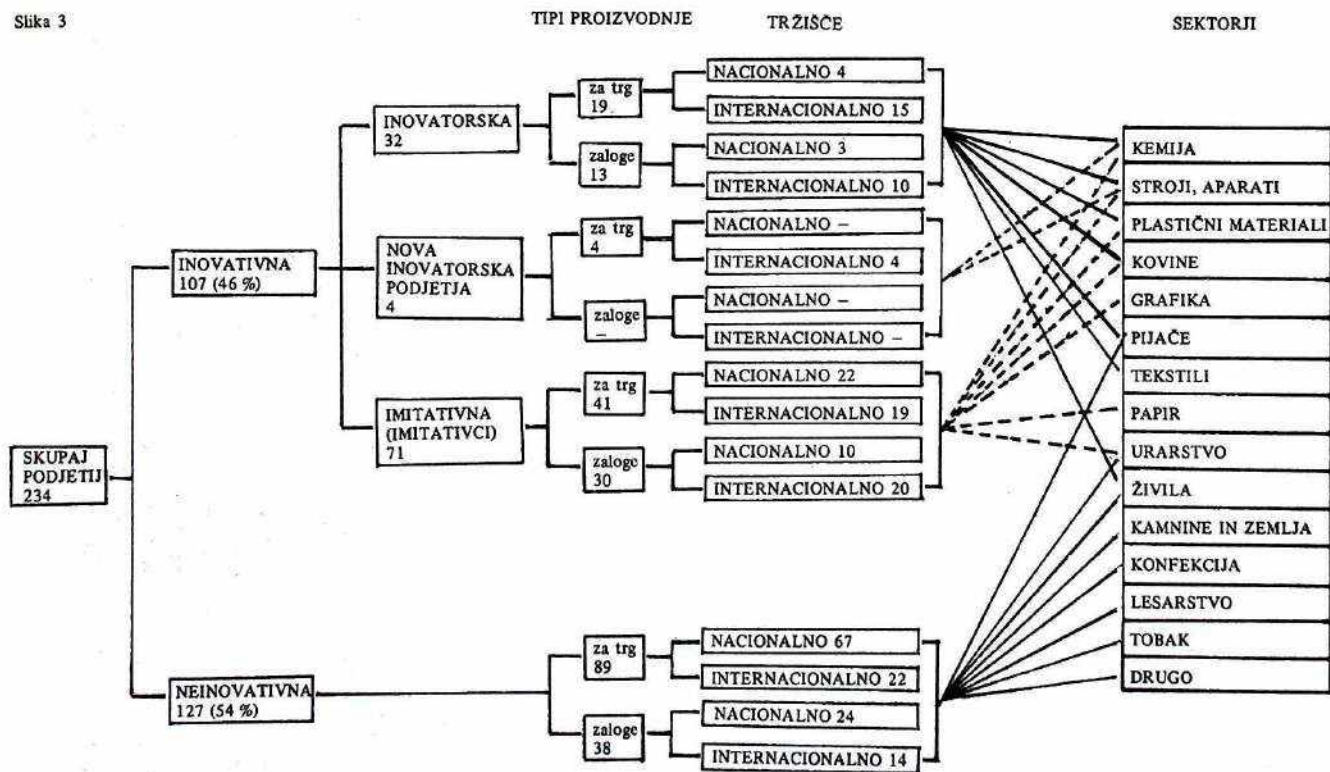 Slika 3
TIPI PROIZVODNJE
TRŽIŠČE
SEKTORJI
SKUPAJ
PODJETIJ
234
INOVATIVNA
107 (46 %)
NEINOVATIVNA
127 (54 %)
INOVATORSKA
32
NOVA
INOVATORSKA
PODJETJA
4
IMITATIVNA
(IMITATIVCI)
71
za trg
19
zaloge
13
za trg
4
zaloge
–
za trg
41
zaloge
30
za trg
89
zaloge
38
NACIONALNO 4
INTERNACIONALNO 15
NACIONALNO 3
INTERNACIONALNO 10
NACIONALNO –
INTERNACIONALNO 4
NACIONALNO –
INTERNACIONALNO –
NACIONALNO 22
INTERNACIONALNO 19
NACIONALNO 10
INTERNACIONALNO 20
NACIONALNO 67
INTERNACIONALNO 22
NACIONALNO 24
INTERNACIONALNO 14
KEMIJA
STROJI, APARATI
PLASTIČNI MATERIALI
KOVINE
GRAFIKA
PIJAČE
TEKSTILI
PAPIR
URARSTVO
ŽIVILA
KAMNINE IN ZEMLJA
KONFEKCIJA
LESARSTVO
TOBAK
DRUGO